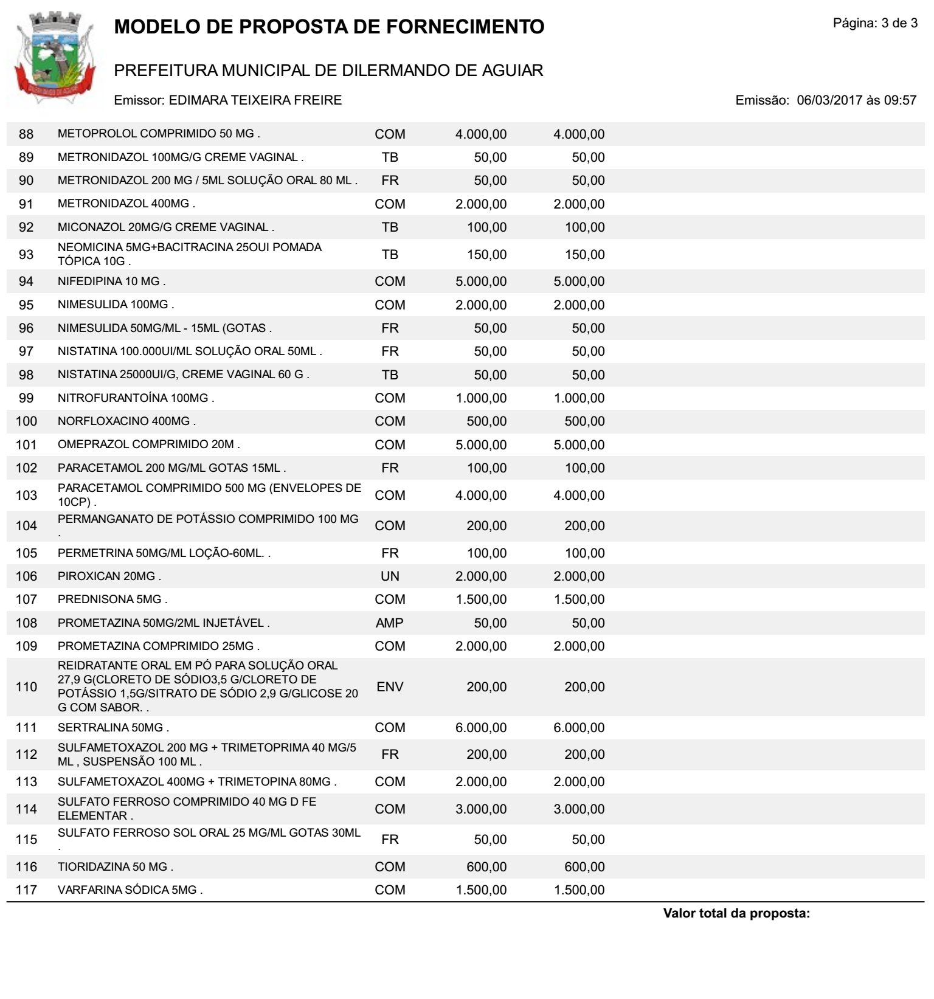 MODELO DE PROPOSTA DE FORNECIMENTO
Página: 3 de 3
PREFEITURA MUNICIPAL DE DILERMANDO DE AGUIAR
Emissor: EDIMARA TEIXEIRA FREIRE
Emissão: 06/03/2017 às 09:57
DILERMANDO DE AGUIAR
88 METOPROLOL COMPRIMIDO 50 MG . COM 4.000,00 4.000,00
89 METRONIDAZOL 100MG/G CREME VAGINAL . TB 50,00 50,00
90 METRONIDAZOL 200 MG / 5ML SOLUÇÃO ORAL 80 ML . FR 50,00 50,00
91 METRONIDAZOL 400MG . COM 2.000,00 2.000,00
92 MICONAZOL 20MG/G CREME VAGINAL . TB 100,00 100,00
93 NEOMICINA 5MG+BACITRACINA 25OUI POMADA
TÓPICA 10G . TB 150,00 150,00
94 NIFEDIPINA 10 MG . COM 5.000,00 5.000,00
95 NIMESULIDA 100MG . COM 2.000,00 2.000,00
96 NIMESULIDA 50MG/ML - 15ML (GOTAS . FR 50,00 50,00
97 NISTATINA 100.000UI/ML SOLUÇÃO ORAL 50ML . FR 50,00 50,00
98 NISTATINA 25000UI/G, CREME VAGINAL 60 G . TB 50,00 50,00
99 NITROFURANTOÍNA 100MG . COM 1.000,00 1.000,00
100 NORFLOXACINO 400MG . COM 500,00 500,00
101 OMEPRAZOL COMPRIMIDO 20M . COM 5.000,00 5.000,00
102 PARACETAMOL 200 MG/ML GOTAS 15ML . FR 100,00 100,00
103 PARACETAMOL COMPRIMIDO 500 MG (ENVELOPES DE
10CP) . COM 4.000,00 4.000,00
104 PERMANGANATO DE POTÁSSIO COMPRIMIDO 100 MG
. COM 200,00 200,00
105 PERMETRINA 50MG/ML LOÇÃO-60ML. . FR 100,00 100,00
106 PIROXICAN 20MG . UN 2.000,00 2.000,00
107 PREDNISONA 5MG . COM 1.500,00 1.500,00
108 PROMETAZINA 50MG/2ML INJETÁVEL . AMP 50,00 50,00
109 PROMETAZINA COMPRIMIDO 25MG . COM 2.000,00 2.000,00
110 REIDRATANTE ORAL EM PÓ PARA SOLUÇÃO ORAL
27,9 G(CLORETO DE SÓDIO3,5 G/CLORETO DE
POTÁSSIO 1,5G/SITRATO DE SÓDIO 2,9 G/GLICOSE 20
G COM SABOR. . ENV 200,00 200,00
111 SERTRALINA 50MG . COM 6.000,00 6.000,00
112 SULFAMETOXAZOL 200 MG + TRIMETOPRIMA 40 MG/5
ML , SUSPENSÃO 100 ML . FR 200,00 200,00
113 SULFAMETOXAZOL 400MG + TRIMETOPINA 80MG . COM 2.000,00 2.000,00
114 SULFATO FERROSO COMPRIMIDO 40 MG D FE
ELEMENTAR . COM 3.000,00 3.000,00
115 SULFATO FERROSO SOL ORAL 25 MG/ML GOTAS 30ML
. FR 50,00 50,00
116 TIORIDAZINA 50 MG . COM 600,00 600,00
117 VARFARINA SÓDICA 5MG . COM 1.500,00 1.500,00
Valor total da proposta: